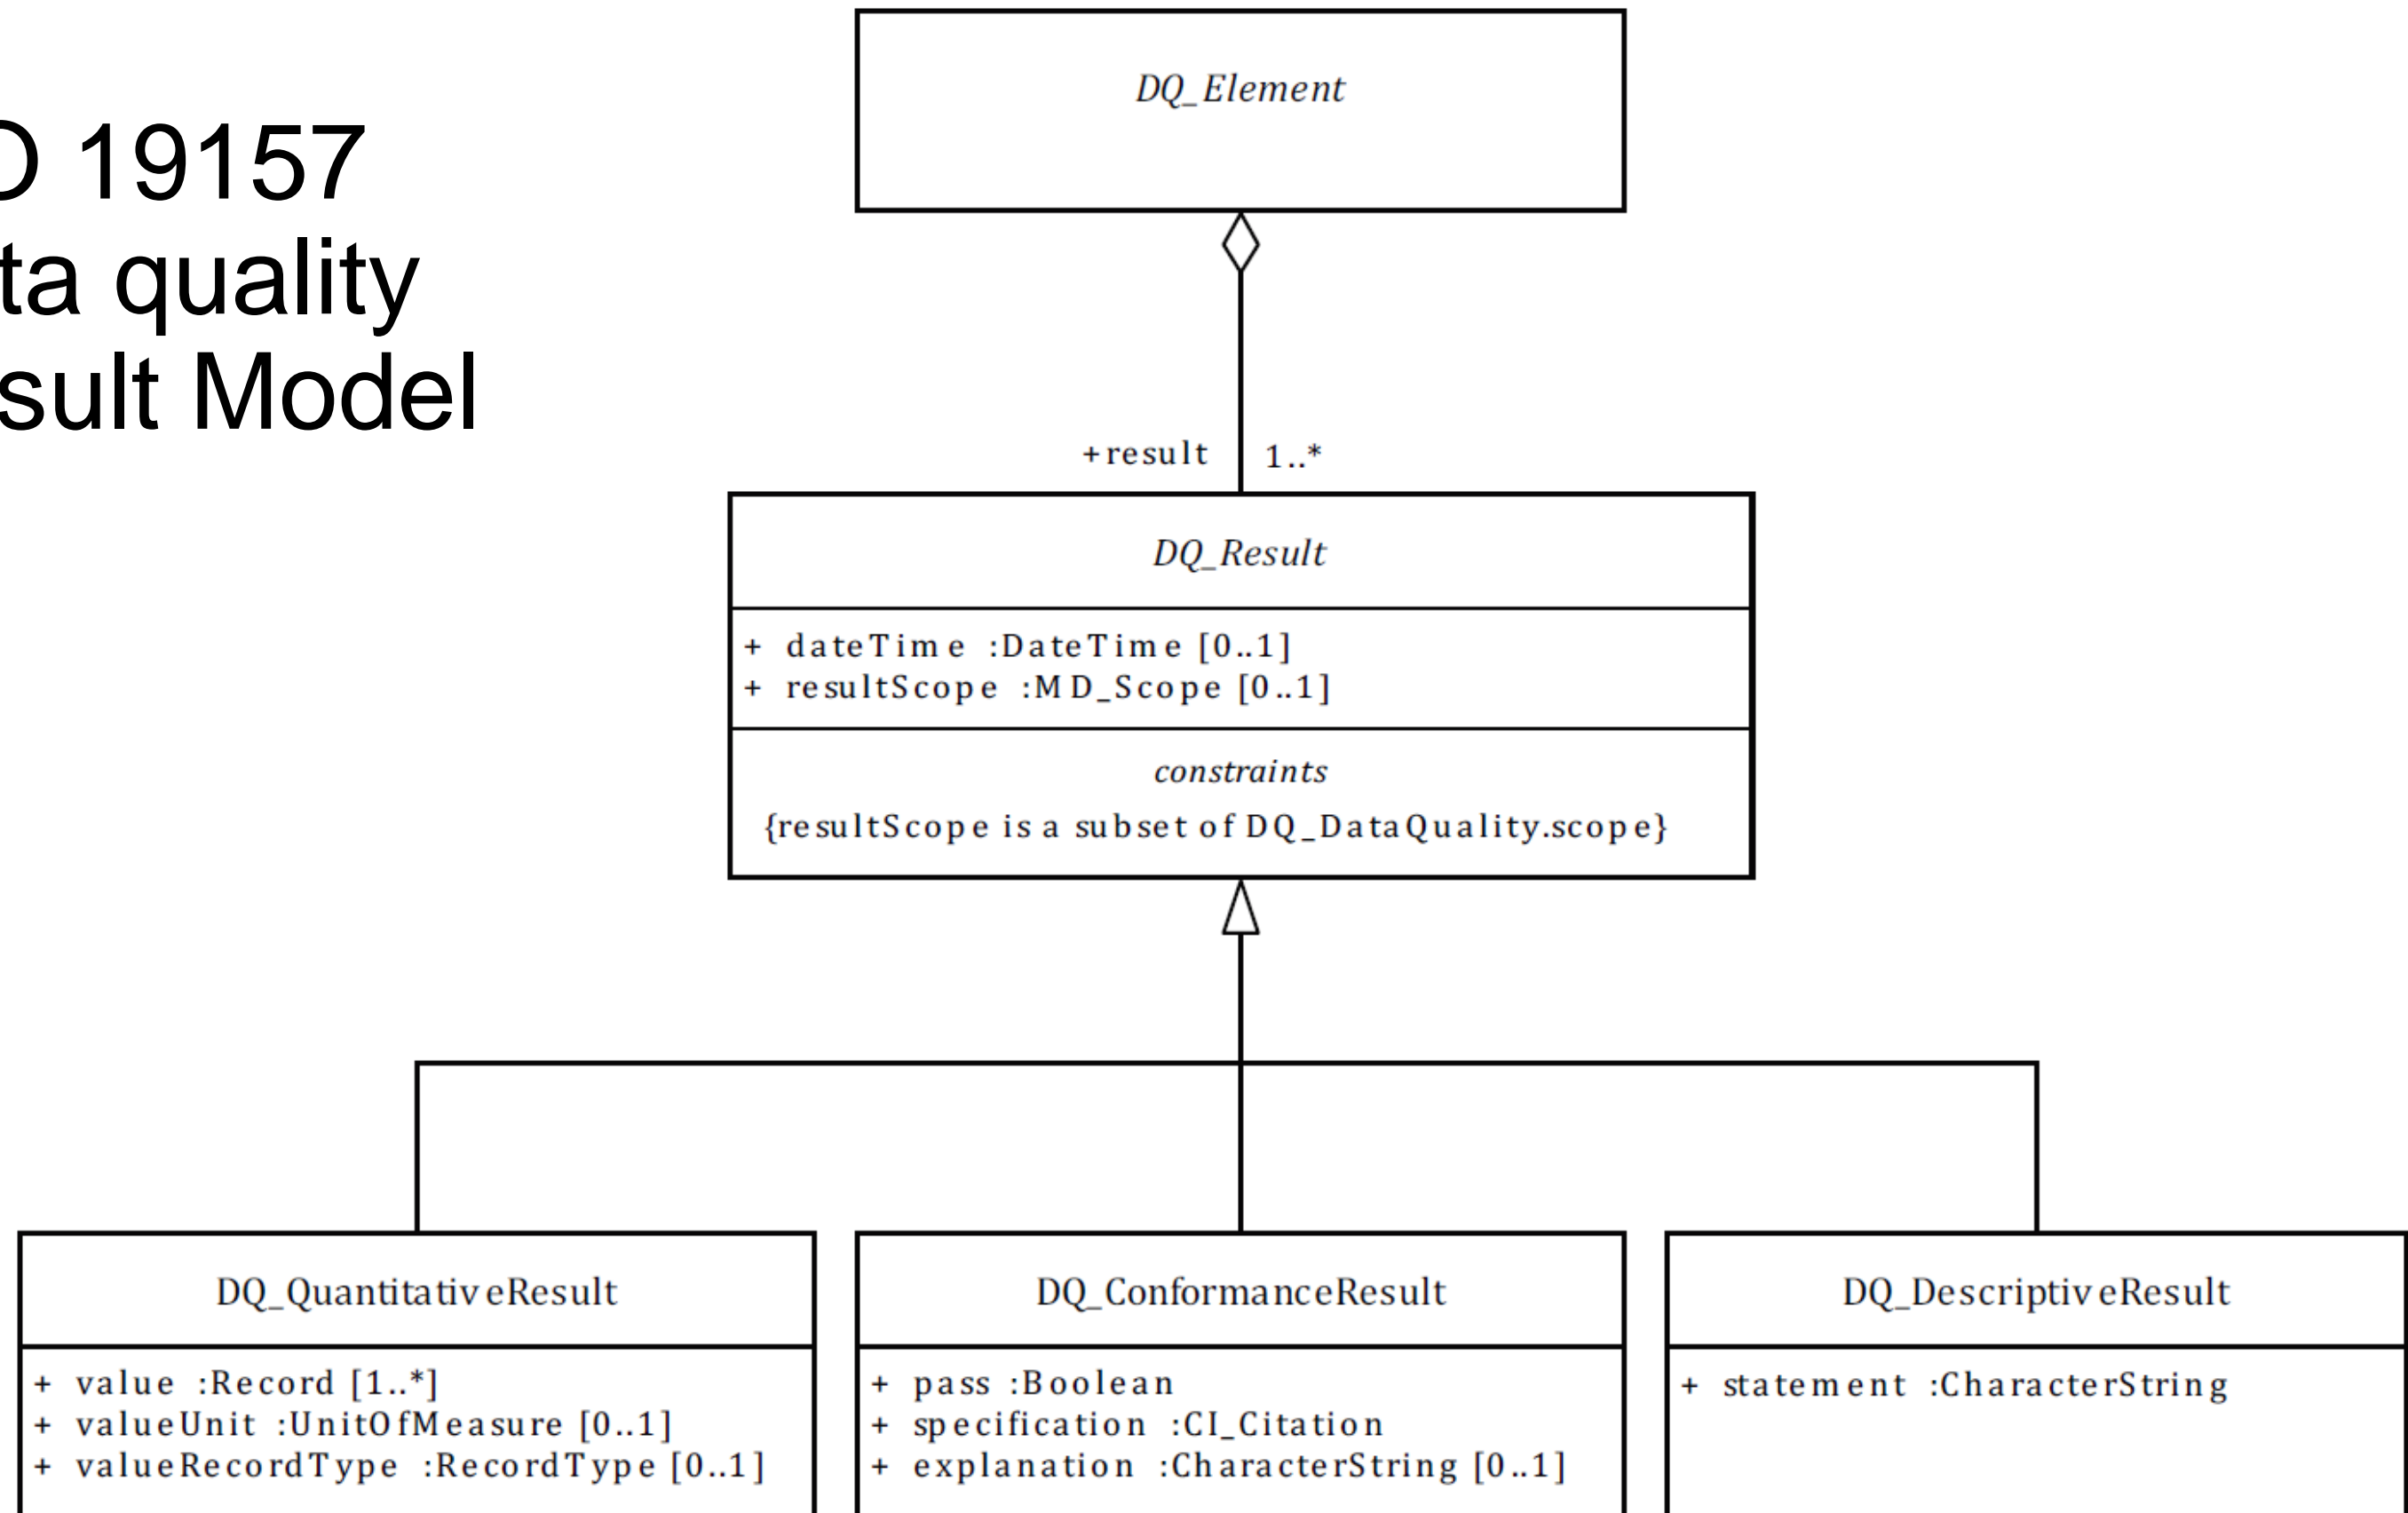 D 19157
ta quality
sult Model
DQ_Element
+result 1..*
DQ_Result
+ dateTime :DateTime [0..1]
+ resultScope :MD_Scope [0..1]
constraints
{resultScope is a subset of DQ_DataQuality.scope}
DQ_QuantitativeResult
+ value :Record [1..*]
+ valueUnit :UnitOfMeasure [0..1]
+ valueRecordType :RecordType [0..1]
DQ_ConformanceResult
+ pass :Boolean
+ specification :CI_Citation
+ explanation :CharacterString [0..1]
DQ_DescriptiveResult
+ statement :CharacterString